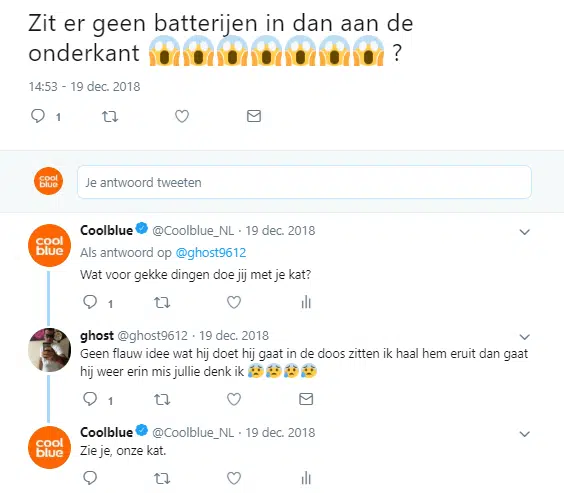 Zit er geen batterijen in dan aan de
onderkant 😱😱😱😱😱😱😱 ?
14:53 - 19 dec. 2018
1
cool
blue
Je antwoord tweeten
cool
blue
Coolblue @Coolblue_NL · 19 dec. 2018
Als antwoord op @ghost9612
Wat voor gekke dingen doe jij met je kat?
1
ghost @ghost9612 · 19 dec. 2018
Geen flauw idee wat hij doet hij gaat in de doos zitten ik haal hem eruit dan gaat
hij weer erin mis jullie denk ik 😰😰😰😰
1
cool
blue
Coolblue @Coolblue_NL · 19 dec. 2018
Zie je, onze kat.